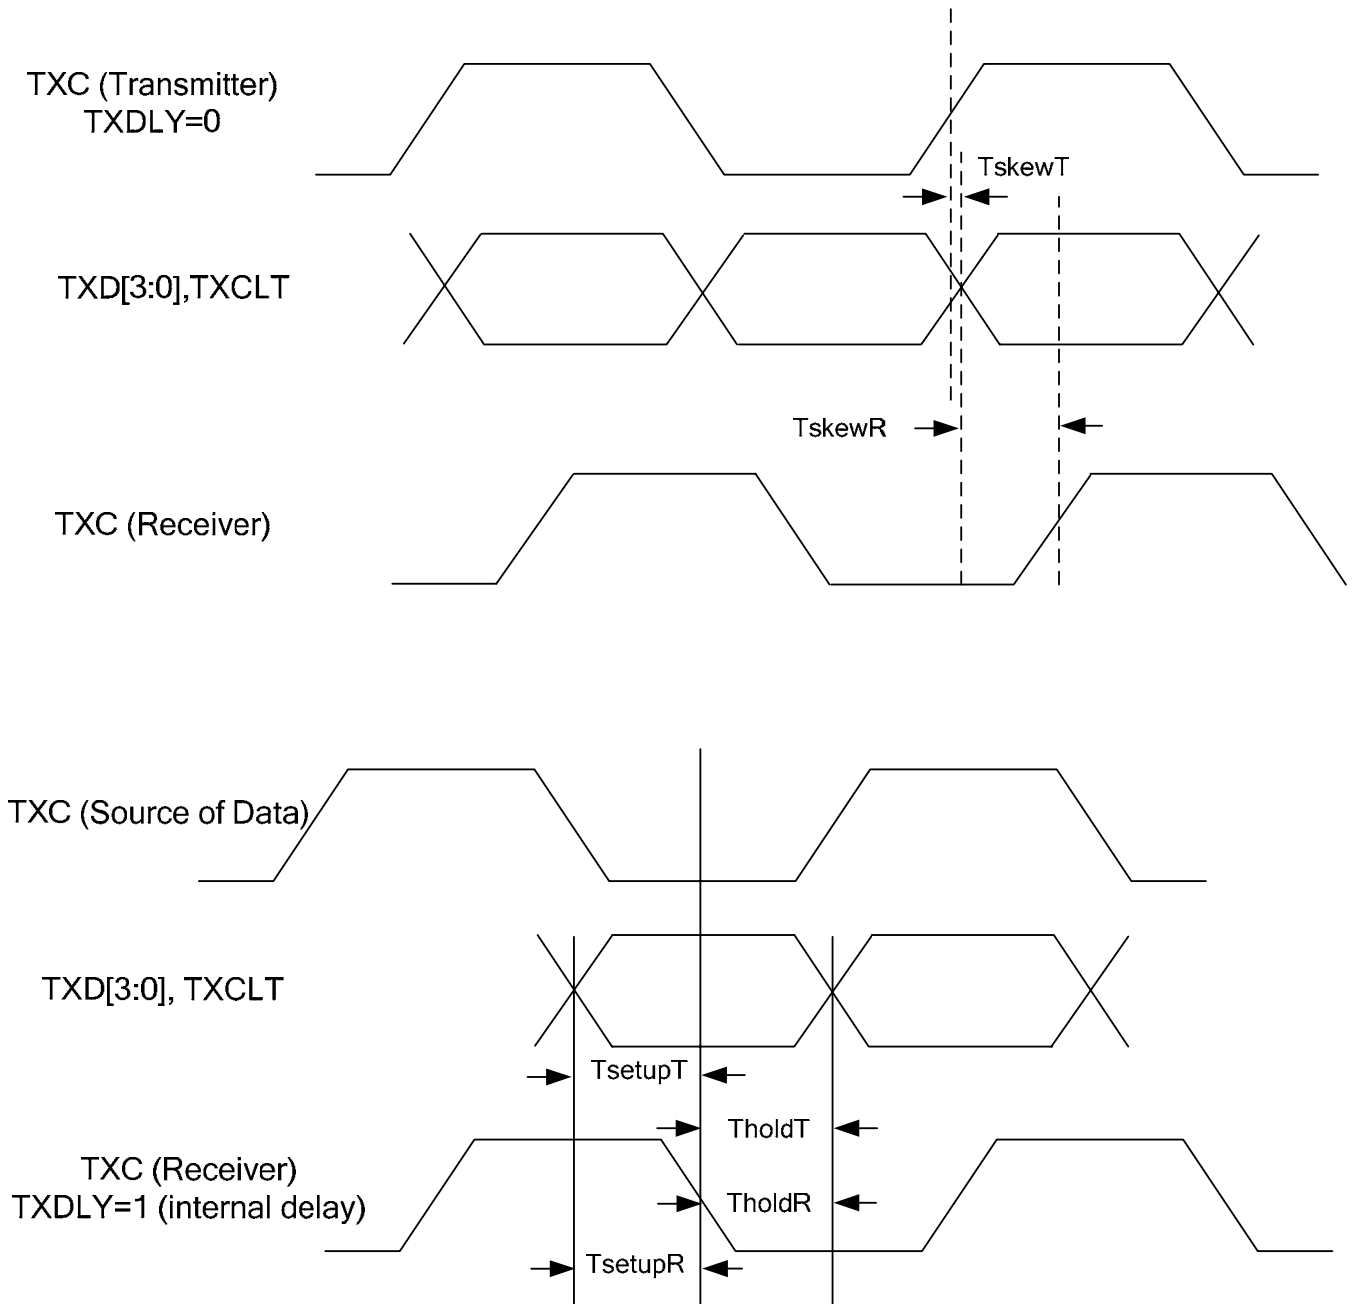 TXC (Transmitter)
TXDLY=0
TskewT
TXD[3:0],TXCLT
TskewR
TXC (Receiver)
TXC (Source of Data)
TXD[3:0], TXCLT
TsetupT
TholdT
TXC (Receiver)
TXDLY=1 (internal delay)
TholdR
TsetupR